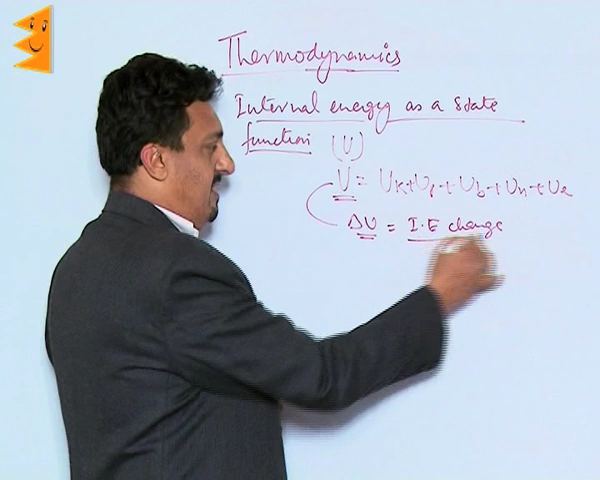 Thermodynamics
Internal energy as a state
function (U)
U = Uk+Up+Ub+Un+Ue
ΔU = I.E change